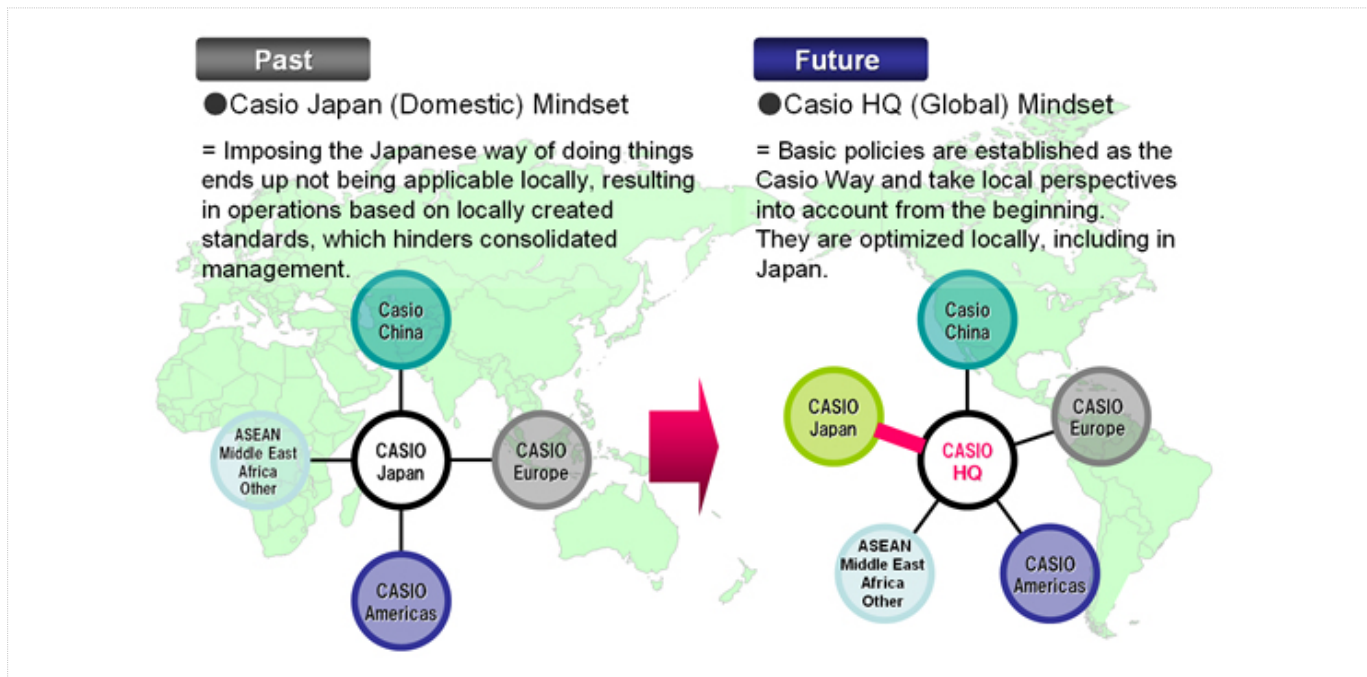 Past
●Casio Japan (Domestic) Mindset
= Imposing the Japanese way of doing things
ends up not being applicable locally, resulting
in operations based on locally created
standards, which hinders consolidated
management.
Casio
China
ASEAN
Middle East
Africa
Other
CASIO
Japan
CASIO
Europe
CASIO
Americas
Future
●Casio HQ (Global) Mindset
= Basic policies are established as the
Casio Way and take local perspectives
into account from the beginning.
They are optimized locally, including in
Japan.
Casio
China
CASIO
Japan
CASIO
Europe
CASIO
HQ
ASEAN
Middle East
Africa
Other
CASIO
Americas